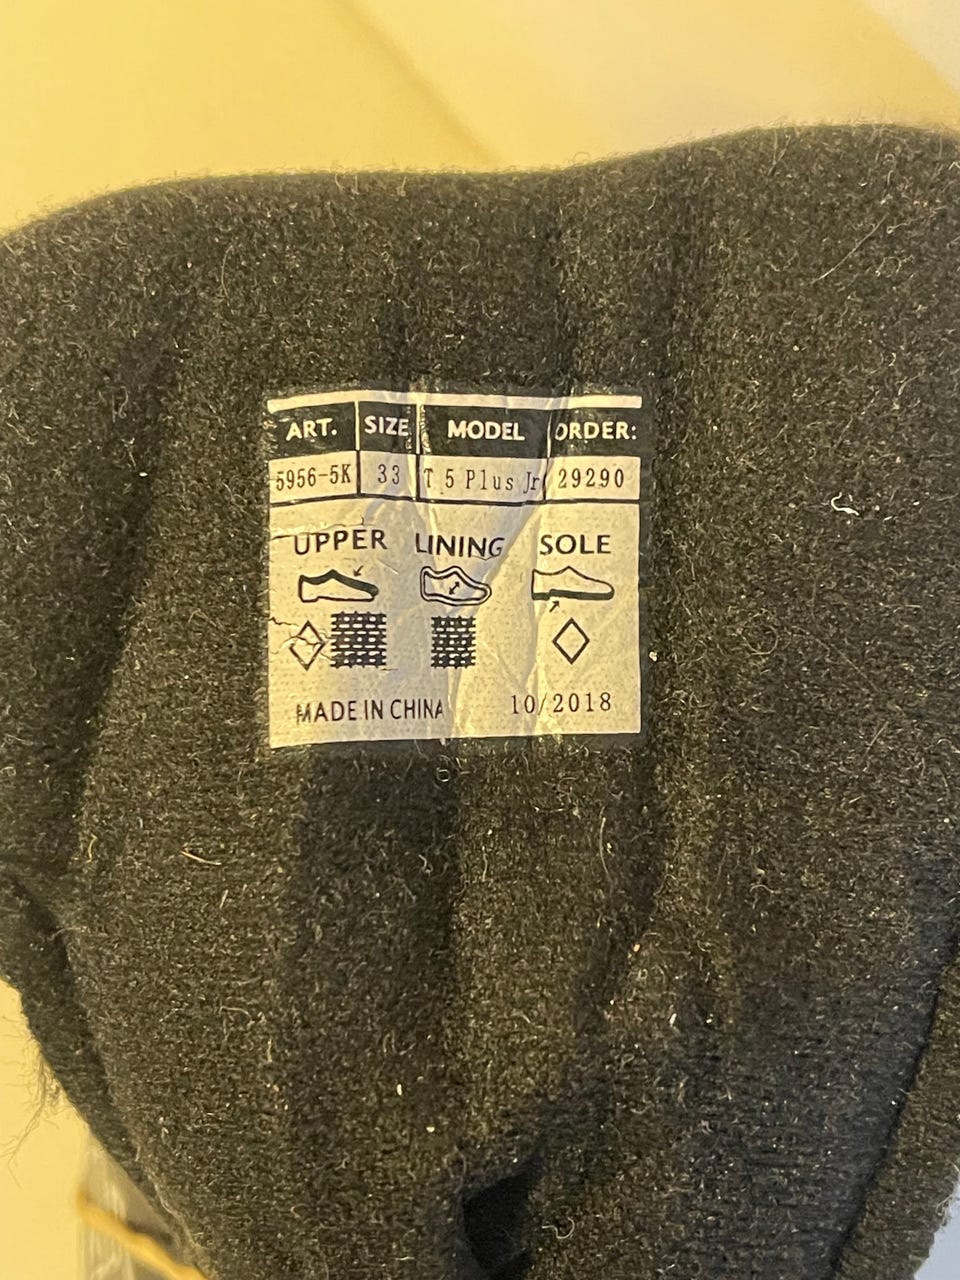 ART. SIZE MODEL ORDER:
5956-5K 33 T 5 Plus Jr 29290
UPPER LINING SOLE
MADE IN CHINA 10/2018